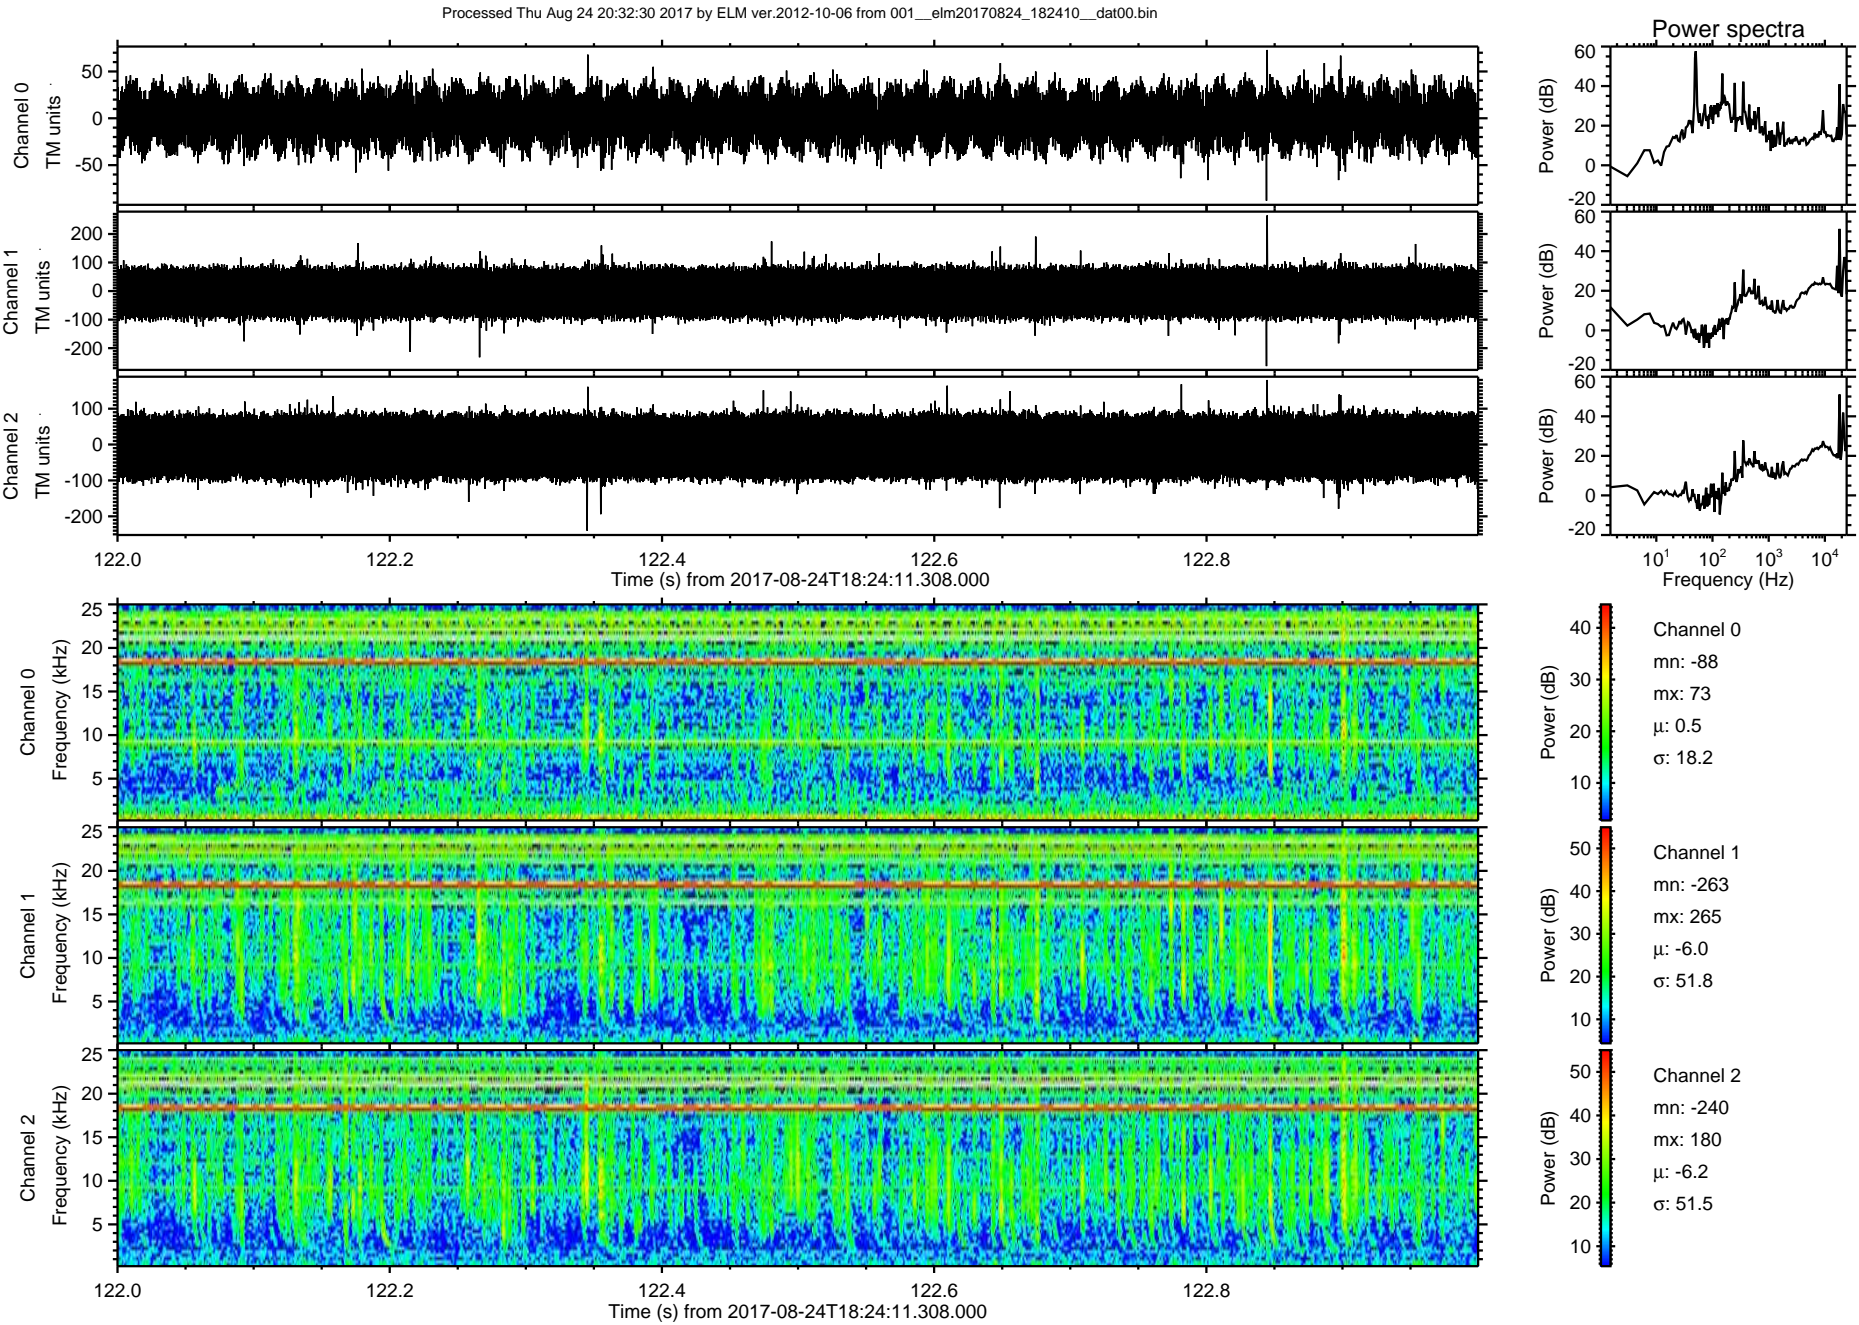 Processed Thu Aug 24 20:32:30 2017 by ELM ver.2012-10-06 from 001__elm20170824_182410__dat00.bin
Power spectra
Channel 0
TM units
50
0
-50
Power (dB)
60
40
20
0
-20
Channel 1
TM units
200
100
0
-100
-200
Power (dB)
60
40
20
0
-20
Channel 2
TM units
100
0
-100
-200
Power (dB)
60
40
20
0
-20
122.0 122.2 122.4 122.6 122.8
Time (s) from 2017-08-24T18:24:11.308.000
10^1 10^2 10^3 10^4
Frequency (Hz)
Channel 0
Frequency (kHz)
25
20
15
10
5
Power (dB)
40
30
20
10
Channel 0
mn: -88
mx: 73
μ: 0.5
σ: 18.2
Channel 1
Frequency (kHz)
25
20
15
10
5
Power (dB)
50
40
30
20
10
Channel 1
mn: -263
mx: 265
μ: -6.0
σ: 51.8
Channel 2
Frequency (kHz)
25
20
15
10
5
Power (dB)
50
40
30
20
10
Channel 2
mn: -240
mx: 180
μ: -6.2
σ: 51.5
122.0 122.2 122.4 122.6 122.8
Time (s) from 2017-08-24T18:24:11.308.000